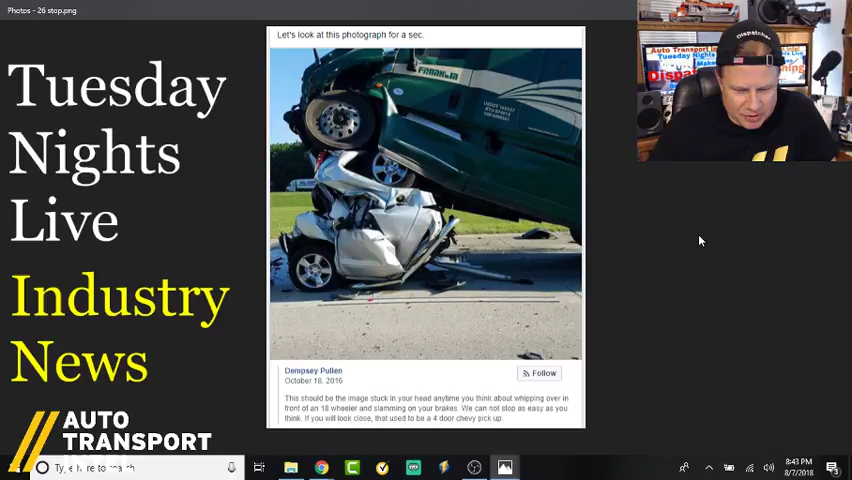 Photos - 26 stop.png
Tuesday
Nights
Live
Industry
News
AUTO
TRANSPORT
Let's look at this photograph for a sec.
Dempsey Pullen
October 18, 2016
Follow
This should be the image stuck in your head anytime you think about whipping over in
front of an 18 wheeler and slamming on your brakes. We can not stop as easy as you
think. If you will look close, that used to be a 4 door chevy pick up.
Dispatcher
Tuesday Nights Live
8:43 PM
8/7/2018